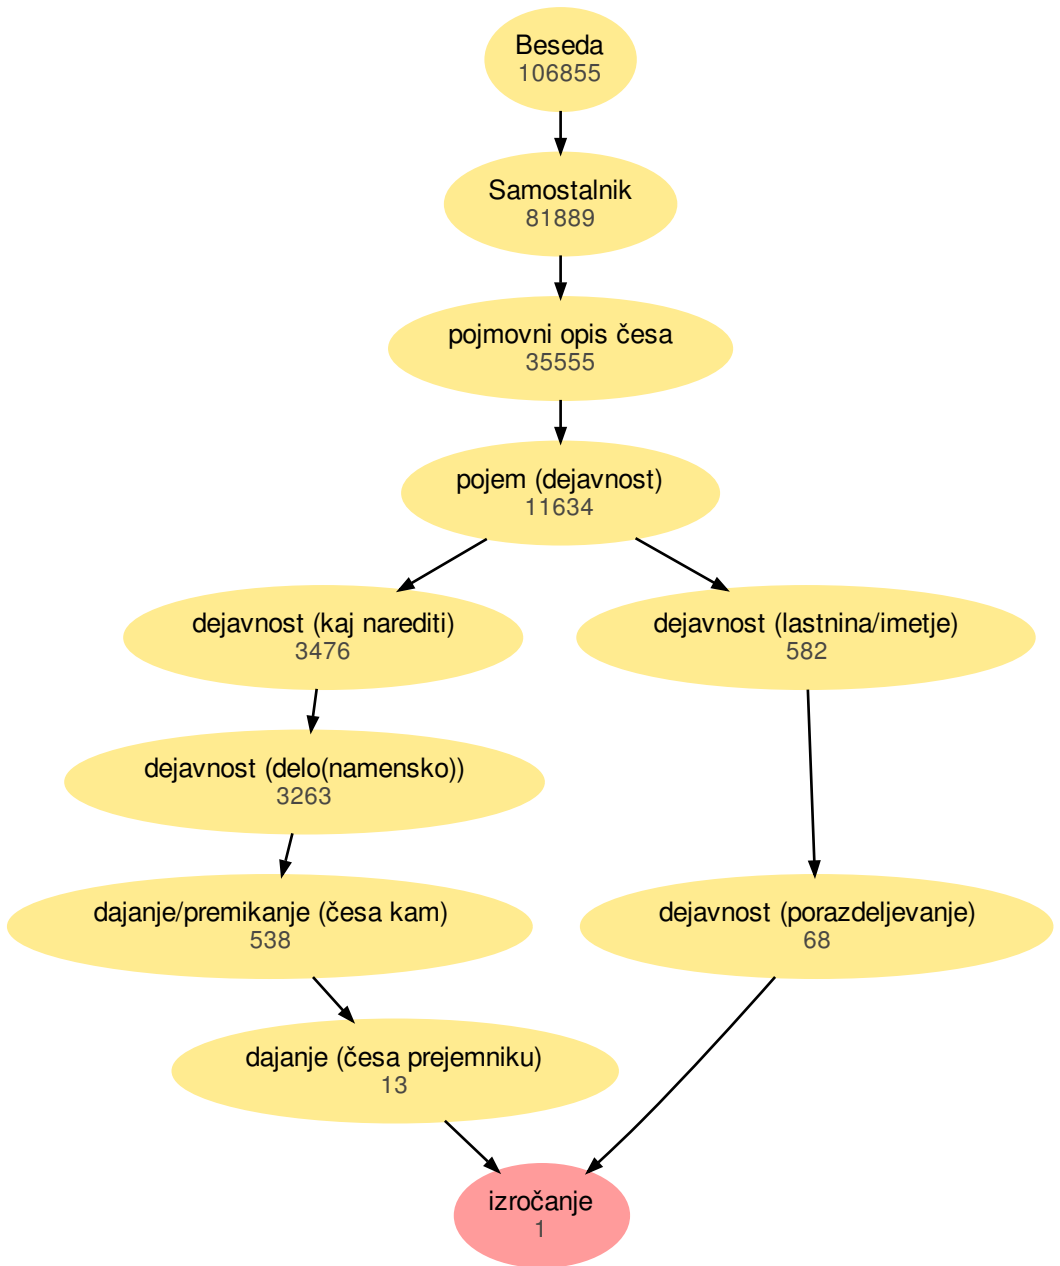 Beseda
106855
Samostalnik
81889
pojmovni opis česa
35555
pojem (dejavnost)
11634
dejavnost (kaj narediti)
3476
dejavnost (lastnina/imetje)
582
dejavnost (delo(namensko))
3263
dajanje/premikanje (česa kam)
538
dejavnost (porazdeljevanje)
68
dajanje (česa prejemniku)
13
izročanje
1